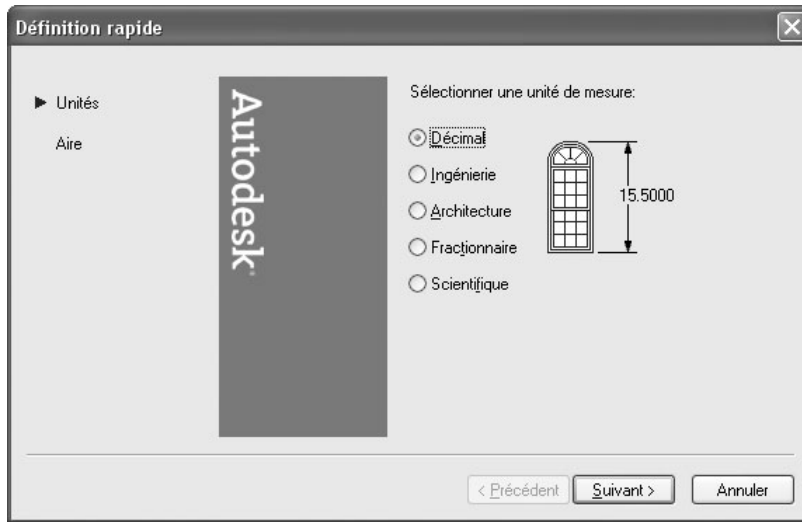 Définition rapide
Unités
Aire
Autodesk
Sélectionner une unité de mesure:
Décimal
Ingénierie
Architecture
Fractionnaire
Scientifique
15.5000
< Précédent
Suivant >
Annuler